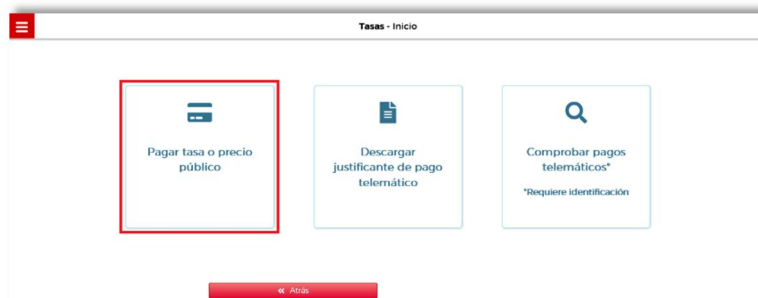 Tasas - Inicio
Pagar tasa o precio
público
Descargar
justificante de pago
telemático
Comprobar pagos
telemáticos*
*Requiere identificación
« Atrás